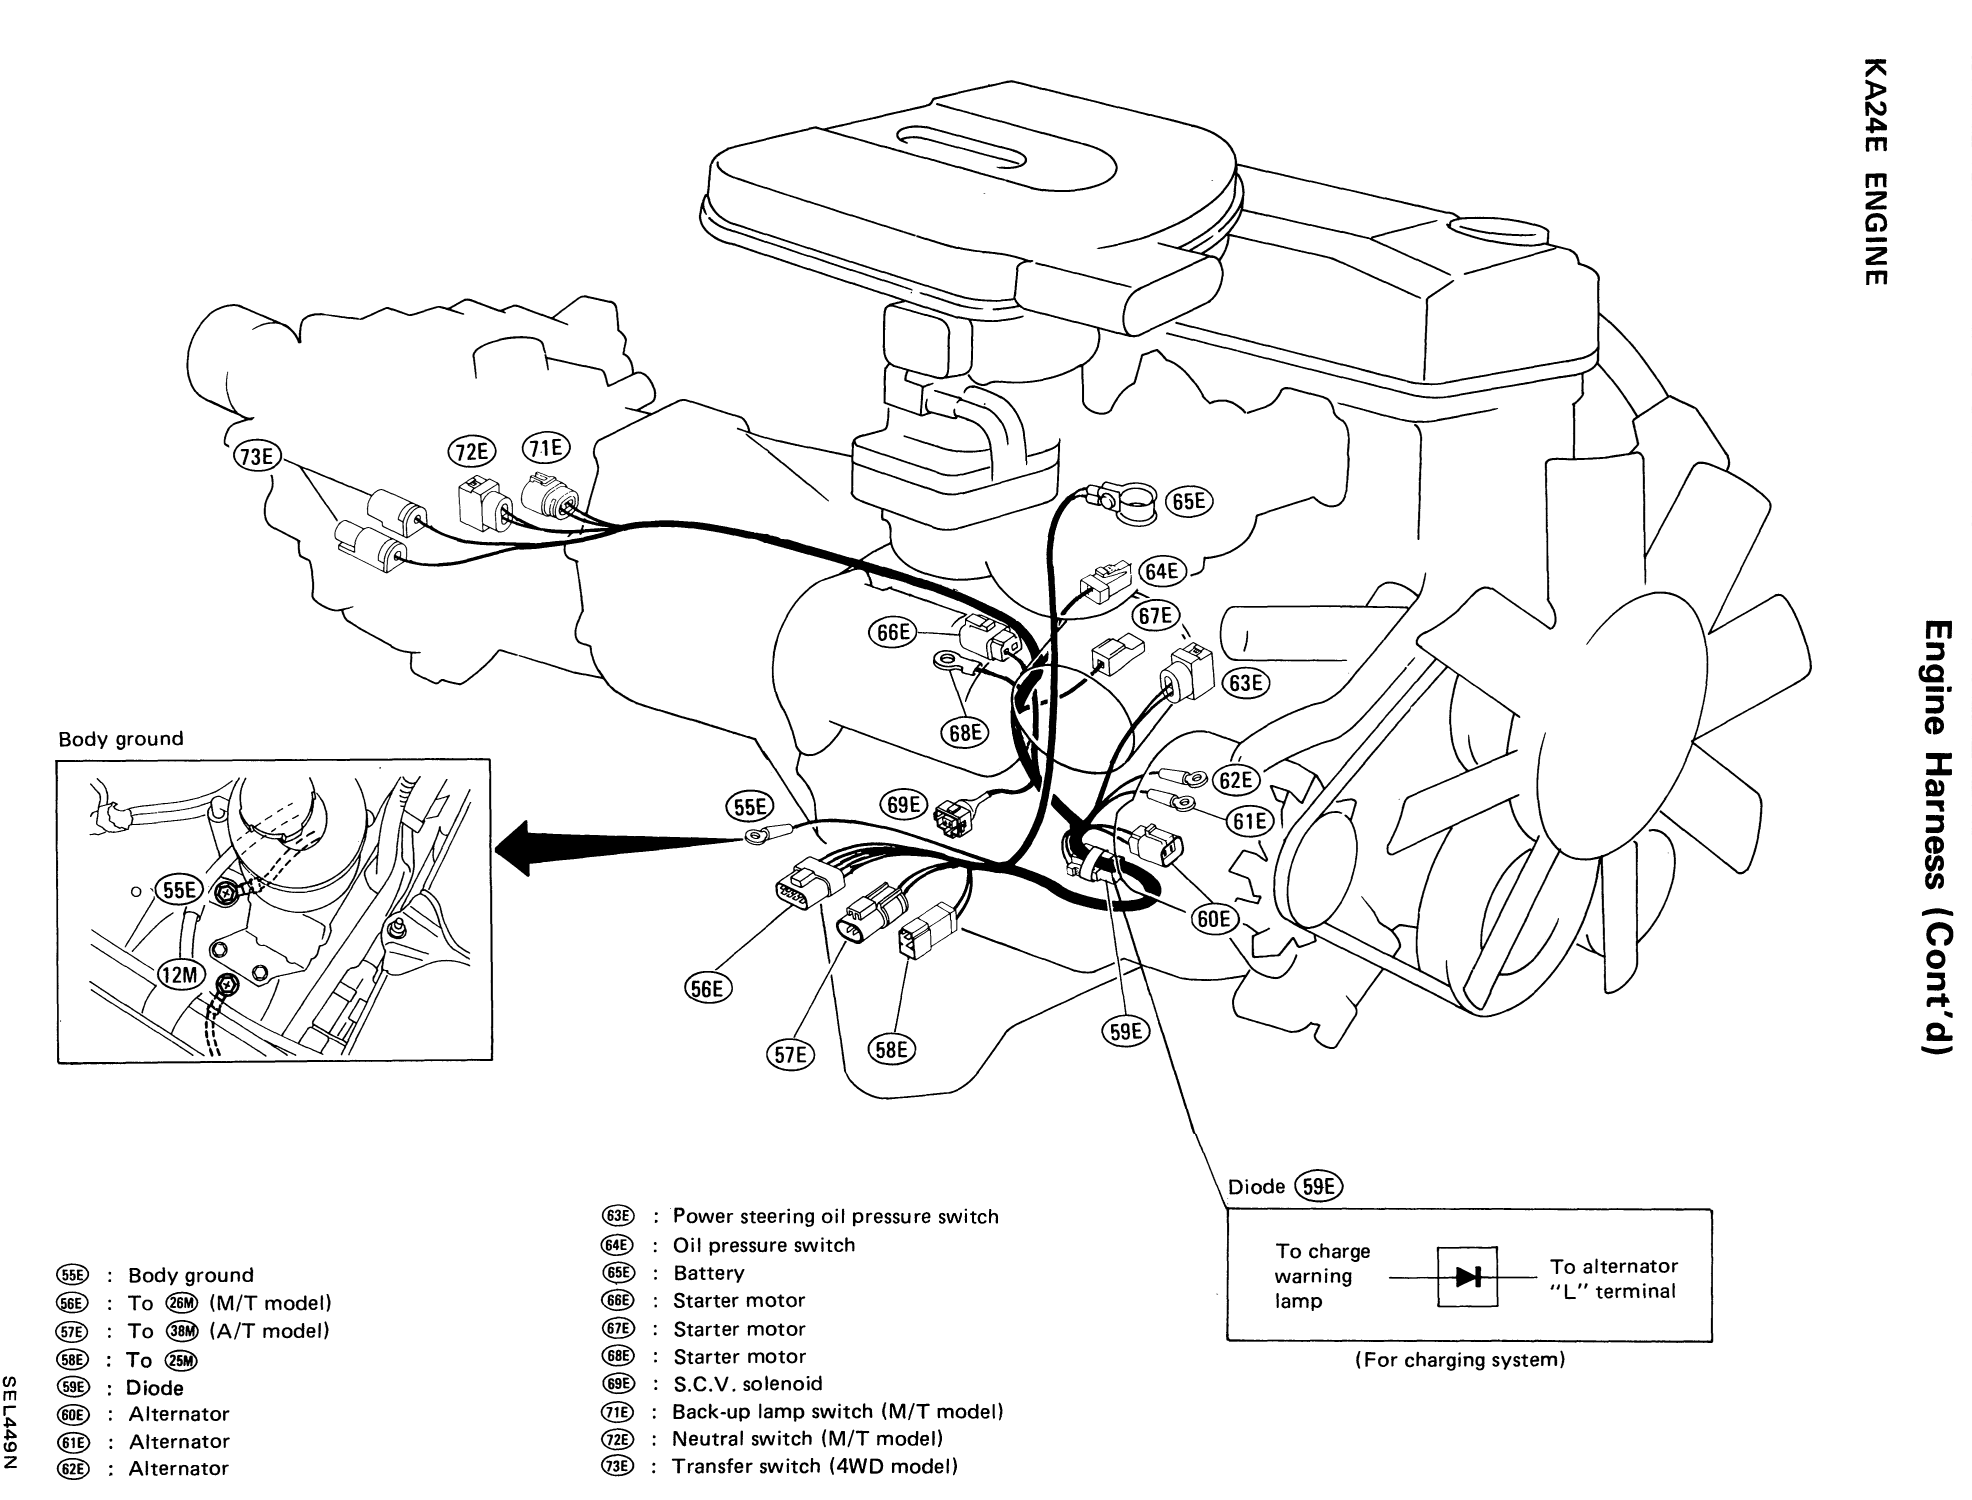 KA24E ENGINE
Engine Harness (Cont'd)
73E
72E
71E
65E
64E
67E
66E
63E
68E
62E
61E
69E
55E
60E
56E
57E
58E
59E
Body ground
55E
12M
Diode 59E
To charge
warning
lamp
To alternator
"L" terminal
(For charging system)
55E : Body ground
56E : To 26M (M/T model)
57E : To 38M (A/T model)
58E : To 25M
59E : Diode
60E : Alternator
61E : Alternator
62E : Alternator
63E : Power steering oil pressure switch
64E : Oil pressure switch
65E : Battery
66E : Starter motor
67E : Starter motor
68E : Starter motor
69E : S.C.V. solenoid
71E : Back-up lamp switch (M/T model)
72E : Neutral switch (M/T model)
73E : Transfer switch (4WD model)
SEL449N